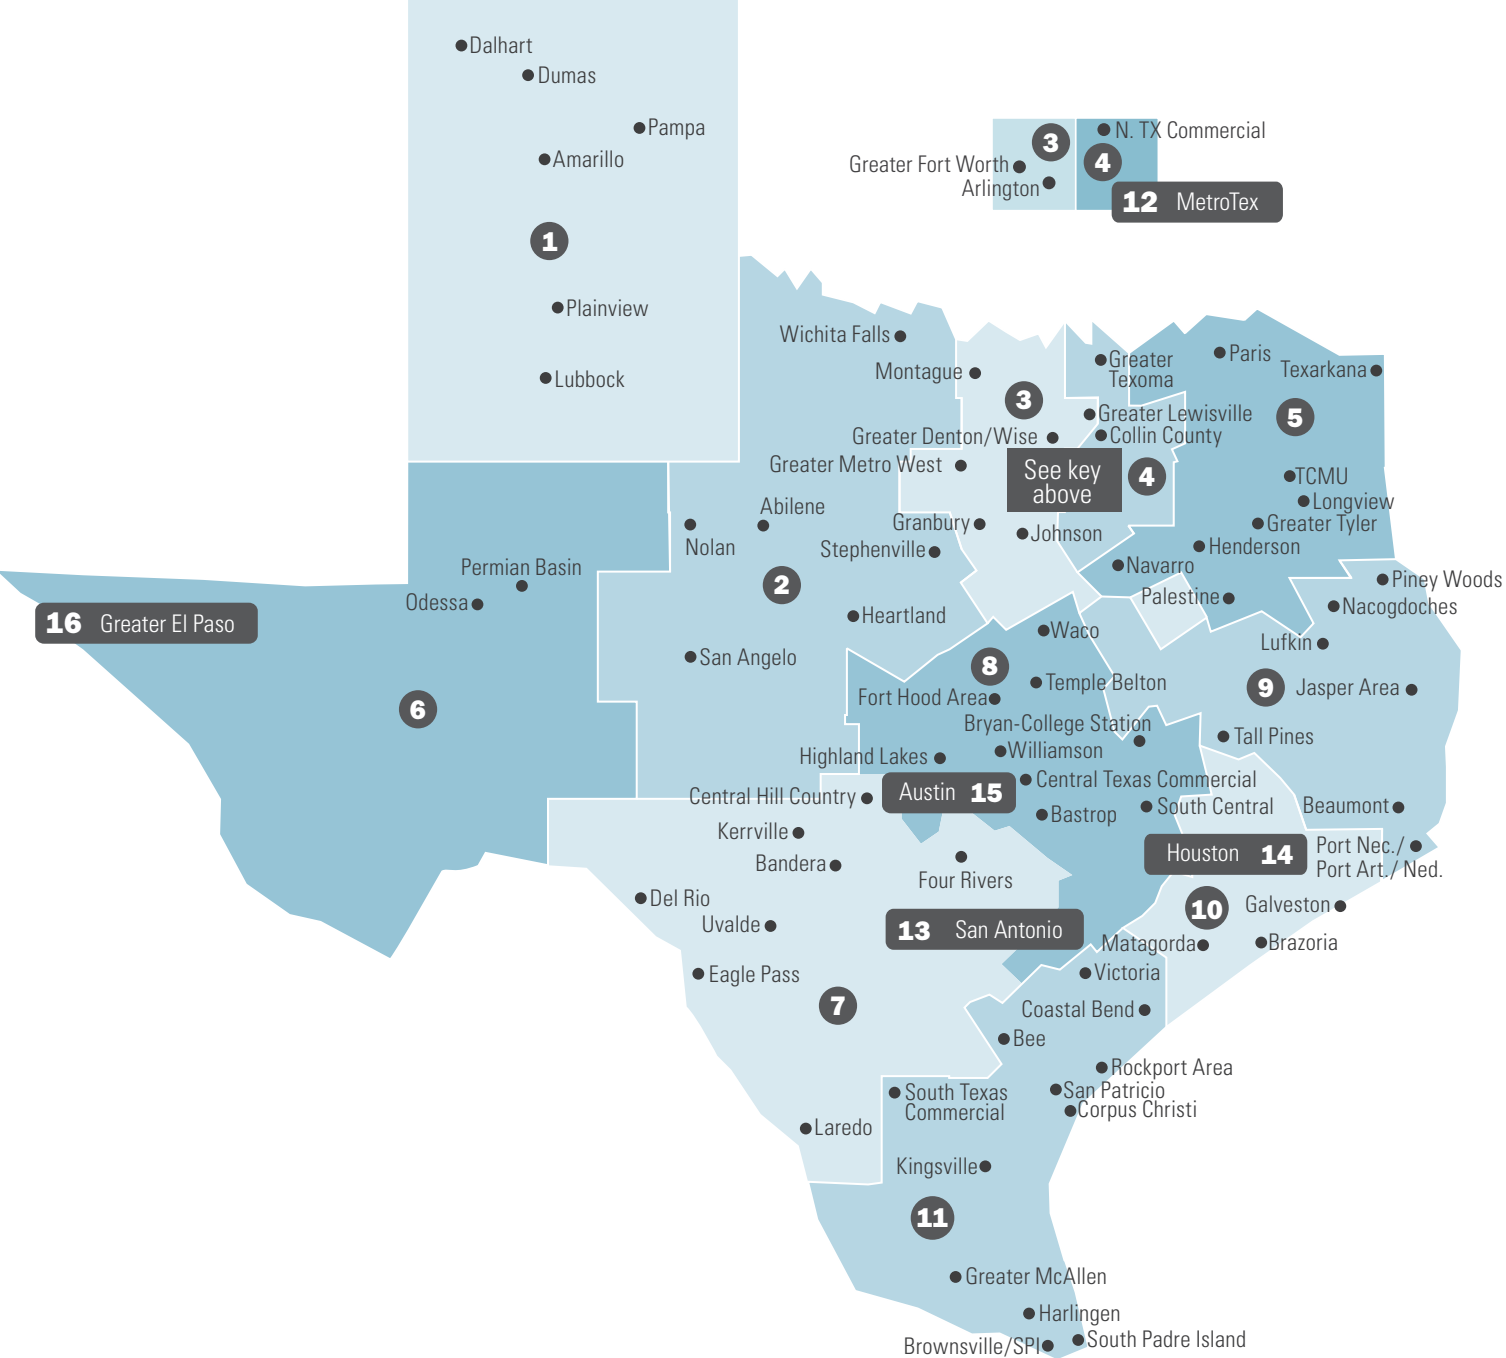 Dalhart
Dumas
Pampa
Amarillo
1
Plainview
Lubbock
N. TX Commercial
3
4
Greater Fort Worth
Arlington
12 MetroTex
Wichita Falls
Montague
Greater
Texoma
Paris
Texarkana
3
Greater Lewisville
5
Greater Denton/Wise
Collin County
Greater Metro West
See key
above
4
TCMU
Longview
Abilene
Nolan
Granbury
Johnson
Greater Tyler
Stephenville
Henderson
Navarro
Permian Basin
Odessa
2
Piney Woods
Palestine
Nacogdoches
16 Greater El Paso
Heartland
Waco
Lufkin
San Angelo
8
Temple Belton
9
Jasper Area
Fort Hood Area
6
Bryan-College Station
Tall Pines
Williamson
Highland Lakes
Central Texas Commercial
Central Hill Country
Austin 15
South Central
Beaumont
Bastrop
Kerrville
Bandera
Houston 14
Port Nec./
Port Art./ Ned.
Four Rivers
Del Rio
10
Galveston
Uvalde
13 San Antonio
Matagorda
Brazoria
Eagle Pass
Victoria
7
Coastal Bend
Bee
Rockport Area
South Texas
Commercial
San Patricio
Corpus Christi
Laredo
Kingsville
11
Greater McAllen
Harlingen
Brownsville/SPI
South Padre Island